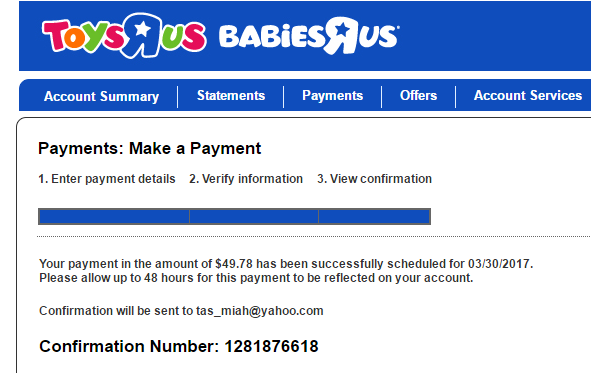 TOYS"R"US BABIES"R"US
Account Summary Statements Payments Offers Account Services
Payments: Make a Payment
1. Enter payment details 2. Verify information 3. View confirmation
Your payment in the amount of $49.78 has been successfully scheduled for 03/30/2017.
Please allow up to 48 hours for this payment to be reflected on your account.
Confirmation will be sent to tas_miah@yahoo.com
Confirmation Number: 1281876618